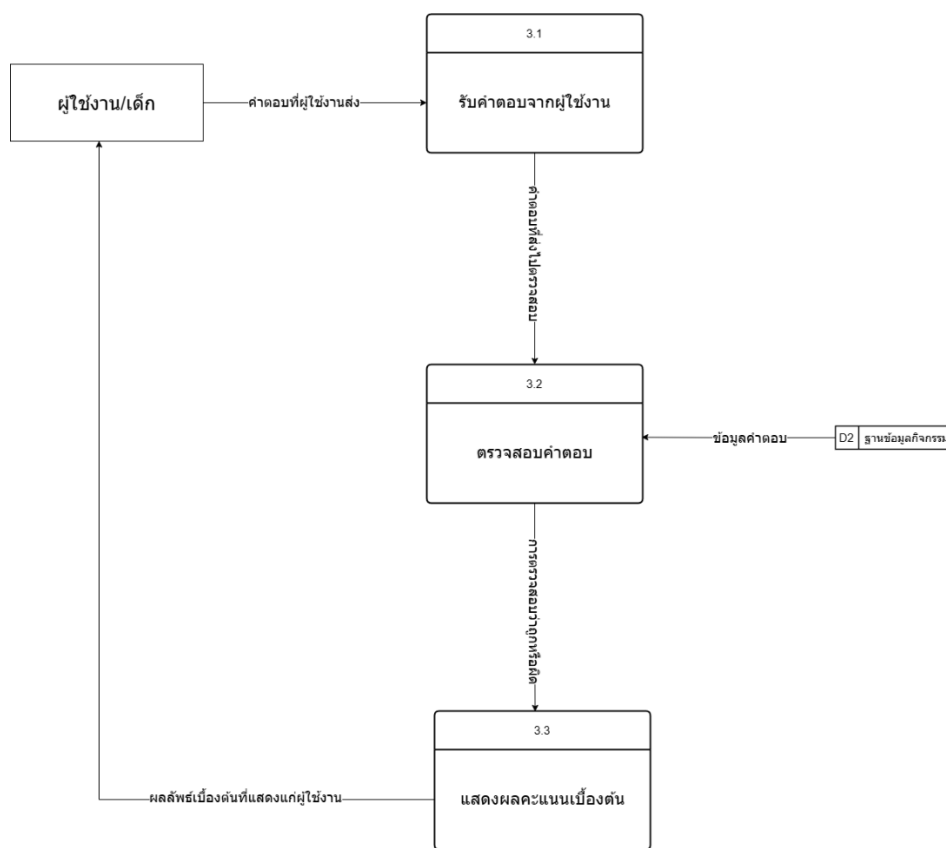 3.1
ผู้ใช้งาน/เด็ก
คำตอบที่ผู้ใช้งานส่ง
รับคำตอบจากผู้ใช้งาน
คำตอบที่ส่งไปตรวจสอบ
3.2
ตรวจสอบคำตอบ
ข้อมูลคำตอบ
D2
ฐานข้อมูลกิจกรรม
การตรวจสอบว่าถูกหรือผิด
3.3
ผลลัพธ์เบื้องต้นที่แสดงแก่ผู้ใช้งาน
แสดงผลคะแนนเบื้องต้น